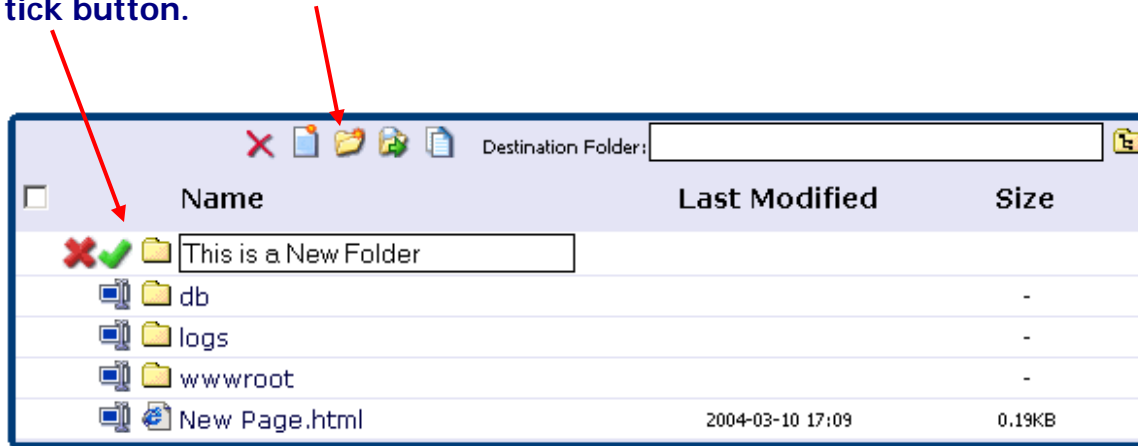 tick button.
Destination Folder:
Name Last Modified Size
This is a New Folder
db -
logs -
wwwroot -
New Page.html 2004-03-10 17:09 0.19KB